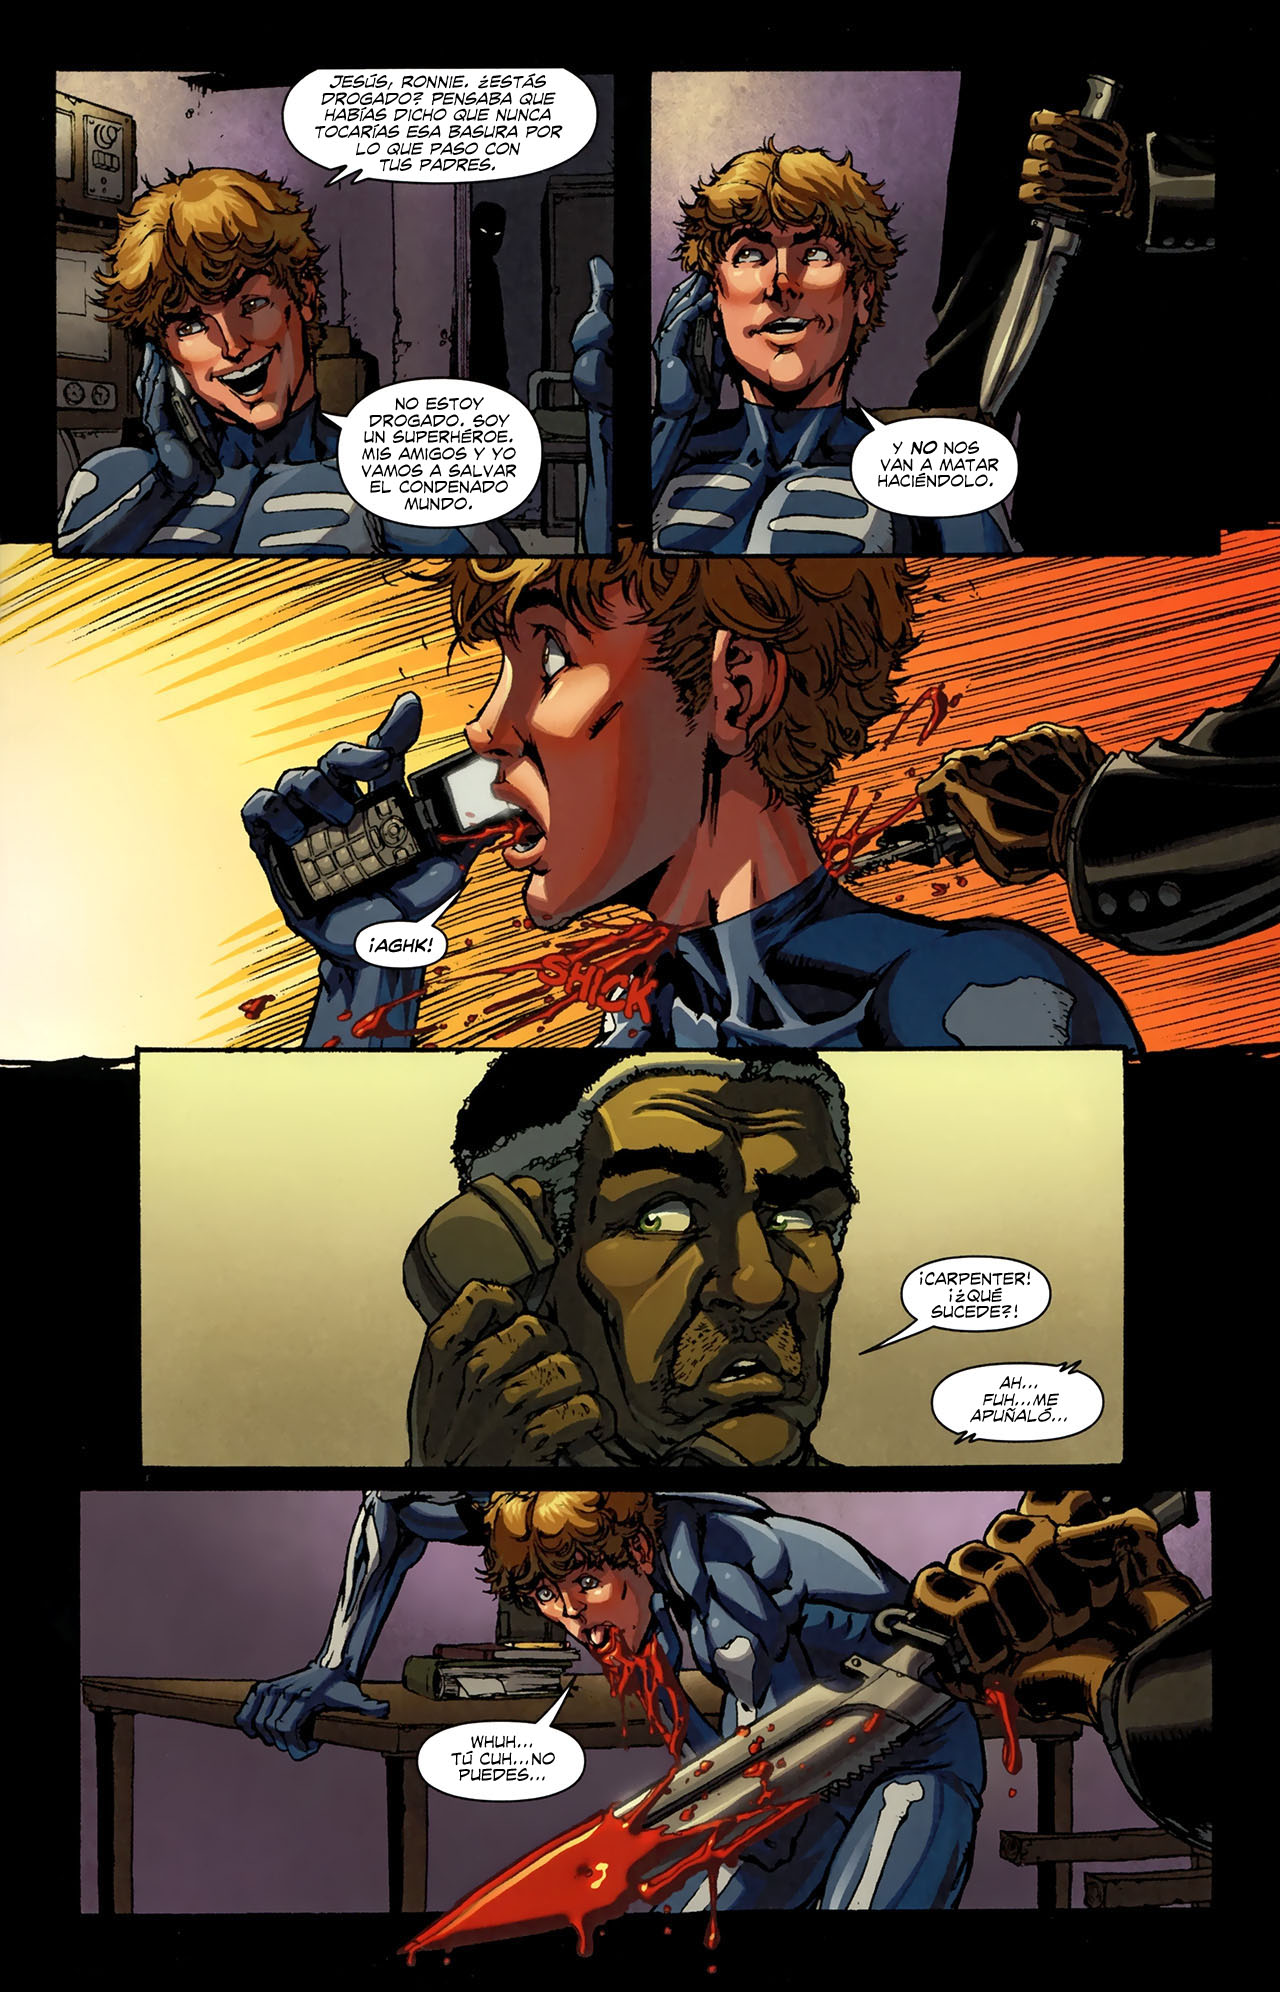 JESÚS, RONNIE. ¿ESTÁS
DROGADO? PENSABA QUE
HABÍAS DICHO QUE NUNCA
TOCARÍAS ESA BASURA POR
LO QUE PASO CON
TUS PADRES.
NO ESTOY
DROGADO. SOY
UN SUPERHÉROE.
MIS AMIGOS Y YO
VAMOS A SALVAR
EL CONDENADO
MUNDO.
Y NO NOS
VAN A MATAR
HACIÉNDOLO.
¡AGHK!
SHICK
¡CARPENTER!
¡¿QUÉ
SUCEDE?!
AH...
FUH...ME
APUÑALÓ...
WHUH...
TÚ CUH...NO
PUEDES...